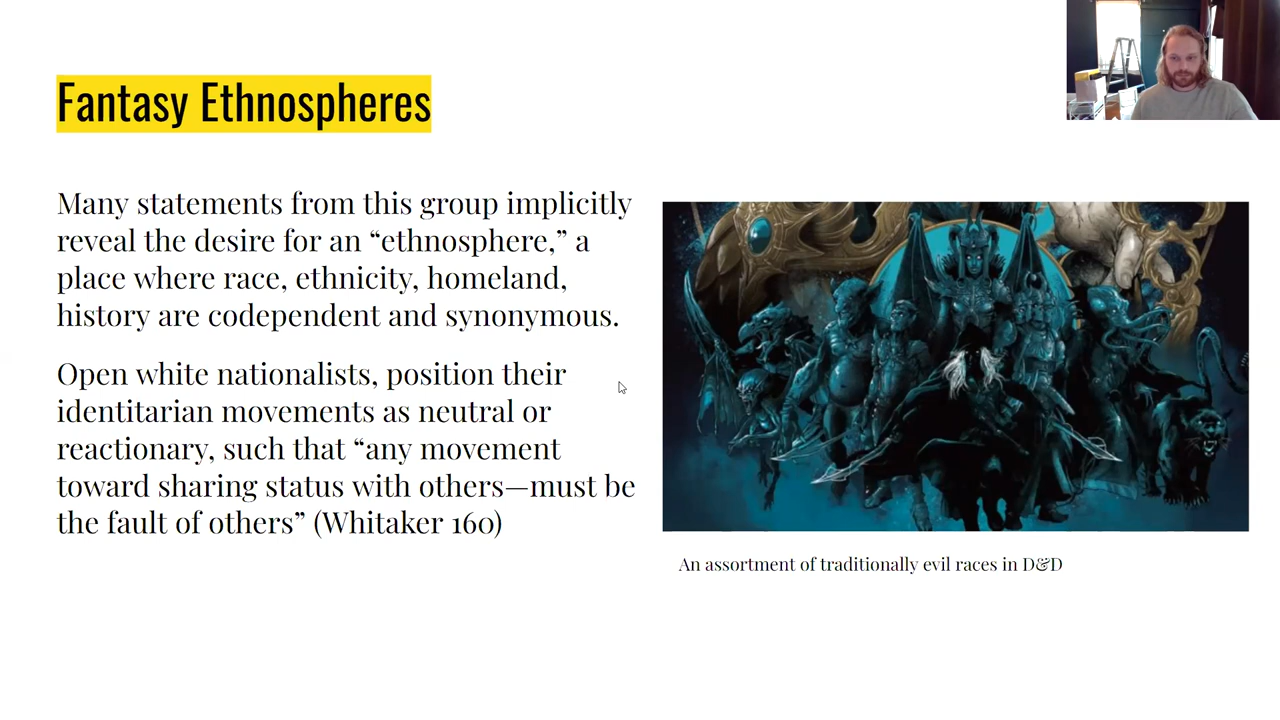 Fantasy Ethnospheres
Many statements from this group implicitly
reveal the desire for an “ethnosphere,” a
place where race, ethnicity, homeland,
history are codependent and synonymous.
Open white nationalists, position their
identitarian movements as neutral or
reactionary, such that “any movement
toward sharing status with others—must be
the fault of others” (Whitaker 160)
An assortment of traditionally evil races in D&D